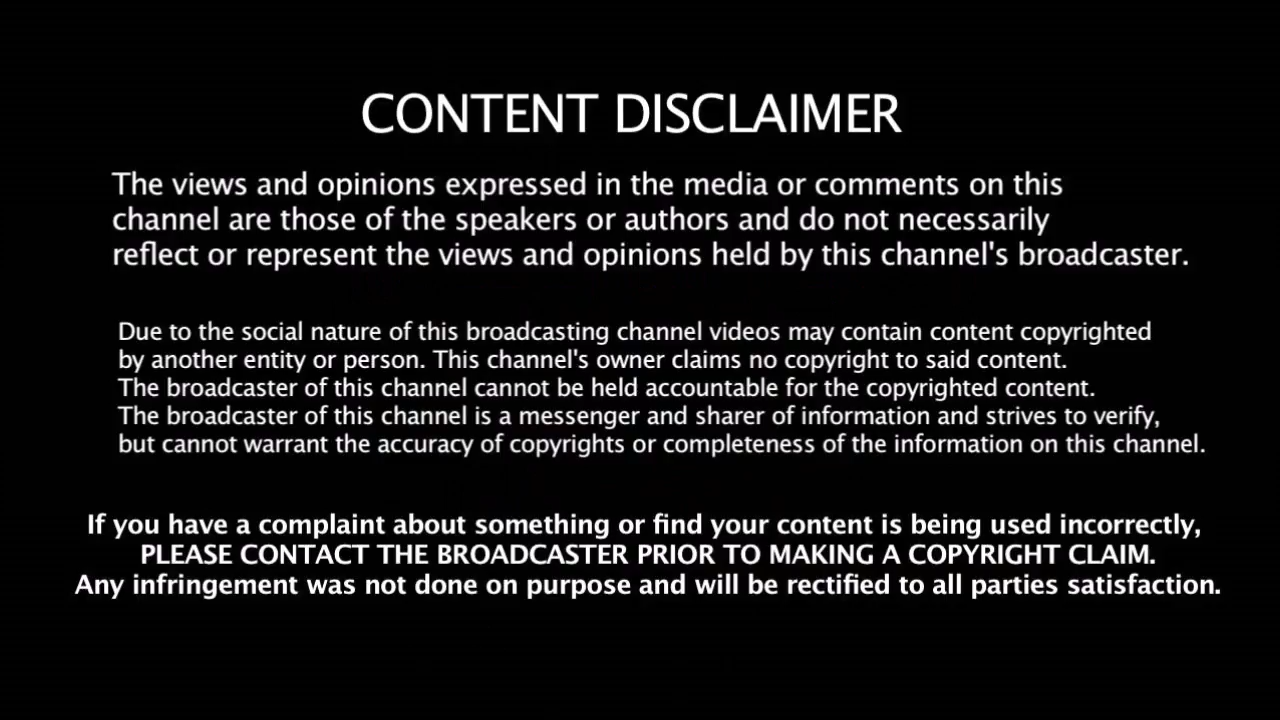 CONTENT DISCLAIMER
The views and opinions expressed in the media or comments on this
channel are those of the speakers or authors and do not necessarily
reflect or represent the views and opinions held by this channel's broadcaster.
Due to the social nature of this broadcasting channel videos may contain content copyrighted
by another entity or person. This channel's owner claims no copyright to said content.
The broadcaster of this channel cannot be held accountable for the copyrighted content.
The broadcaster of this channel is a messenger and sharer of information and strives to verify,
but cannot warrant the accuracy of copyrights or completeness of the information on this channel.
If you have a complaint about something or find your content is being used incorrectly,
PLEASE CONTACT THE BROADCASTER PRIOR TO MAKING A COPYRIGHT CLAIM.
Any infringement was not done on purpose and will be rectified to all parties satisfaction.